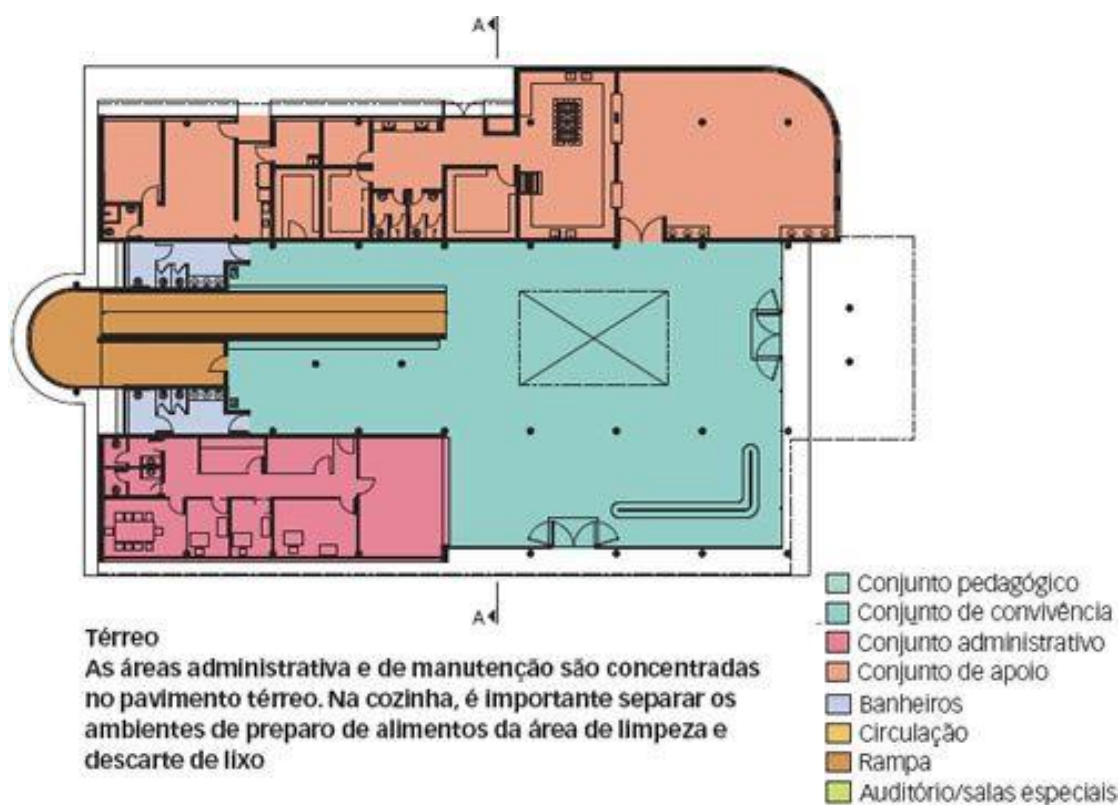 A
A
Térreo
As áreas administrativa e de manutenção são concentradas
no pavimento térreo. Na cozinha, é importante separar os
ambientes de preparo de alimentos da área de limpeza e
descarte de lixo
Conjunto pedagógico
Conjunto de convivência
Conjunto administrativo
Conjunto de apoio
Banheiros
Circulação
Rampa
Auditório/salas especiais